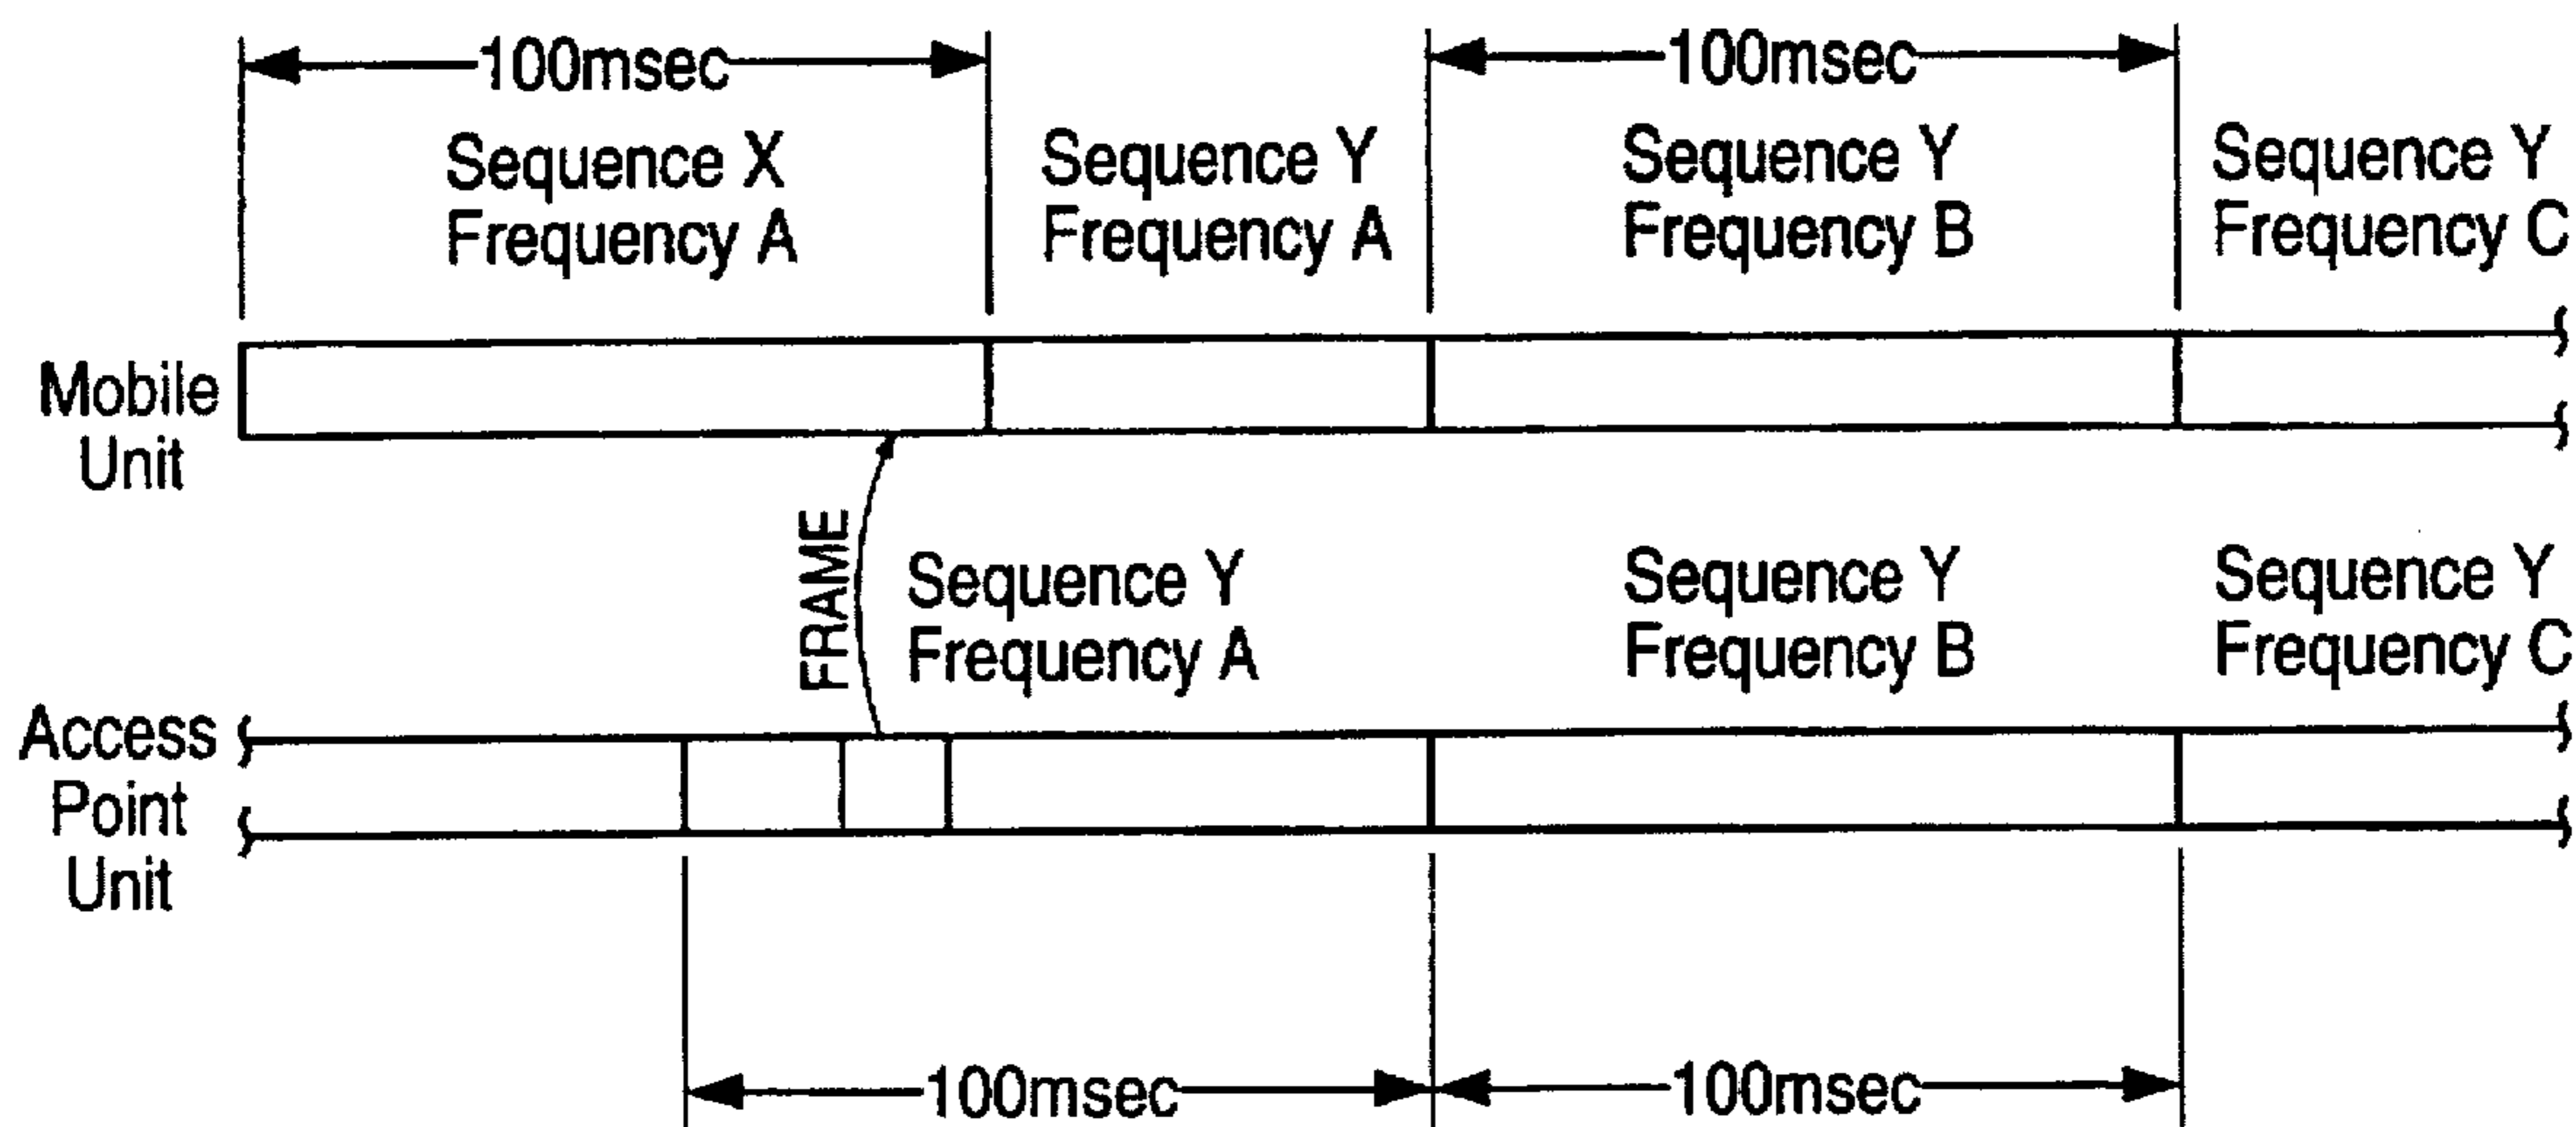 100msec
100msec
Sequence X
Frequency A
Sequence Y
Frequency A
Sequence Y
Frequency B
Sequence Y
Frequency C
Mobile
Unit
FRAME
Sequence Y
Frequency A
Sequence Y
Frequency B
Sequence Y
Frequency C
Access
Point
Unit
100msec
100msec